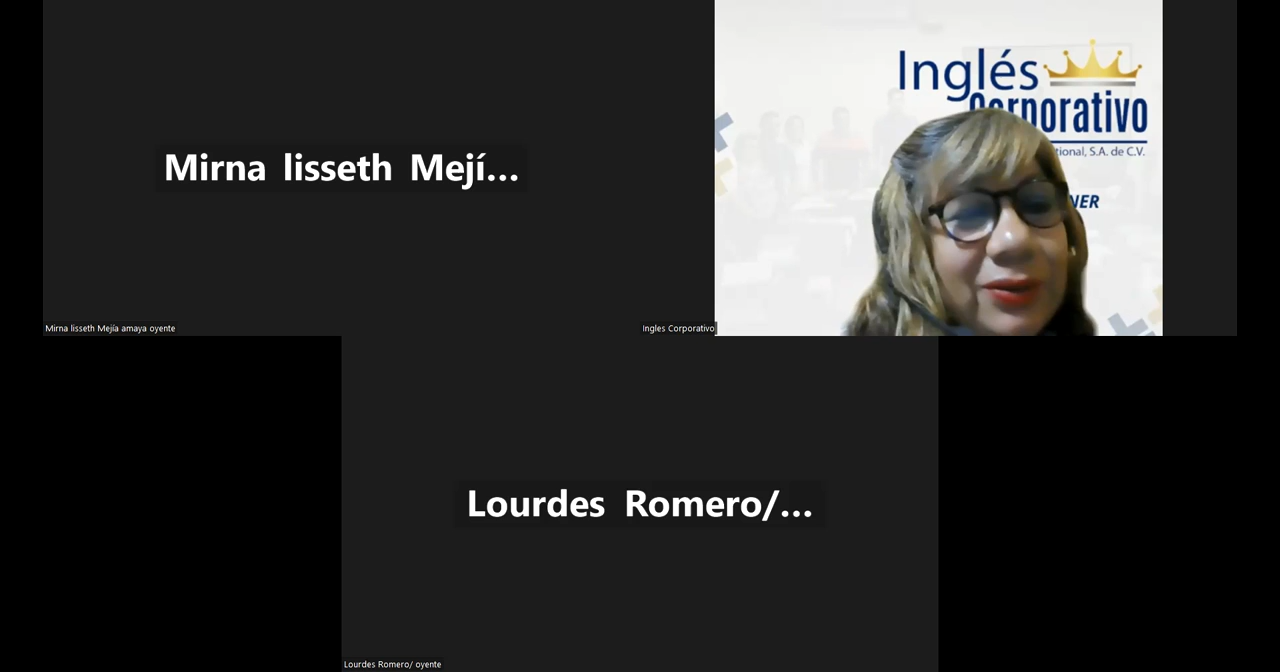 Mirna lisseth Mejí...
Mirna lisseth Mejía amaya oyente
Inglés
Corporativo
tional, S.A. de C.V.
NER
Ingles Corporativo
Lourdes Romero/...
Lourdes Romero/ oyente